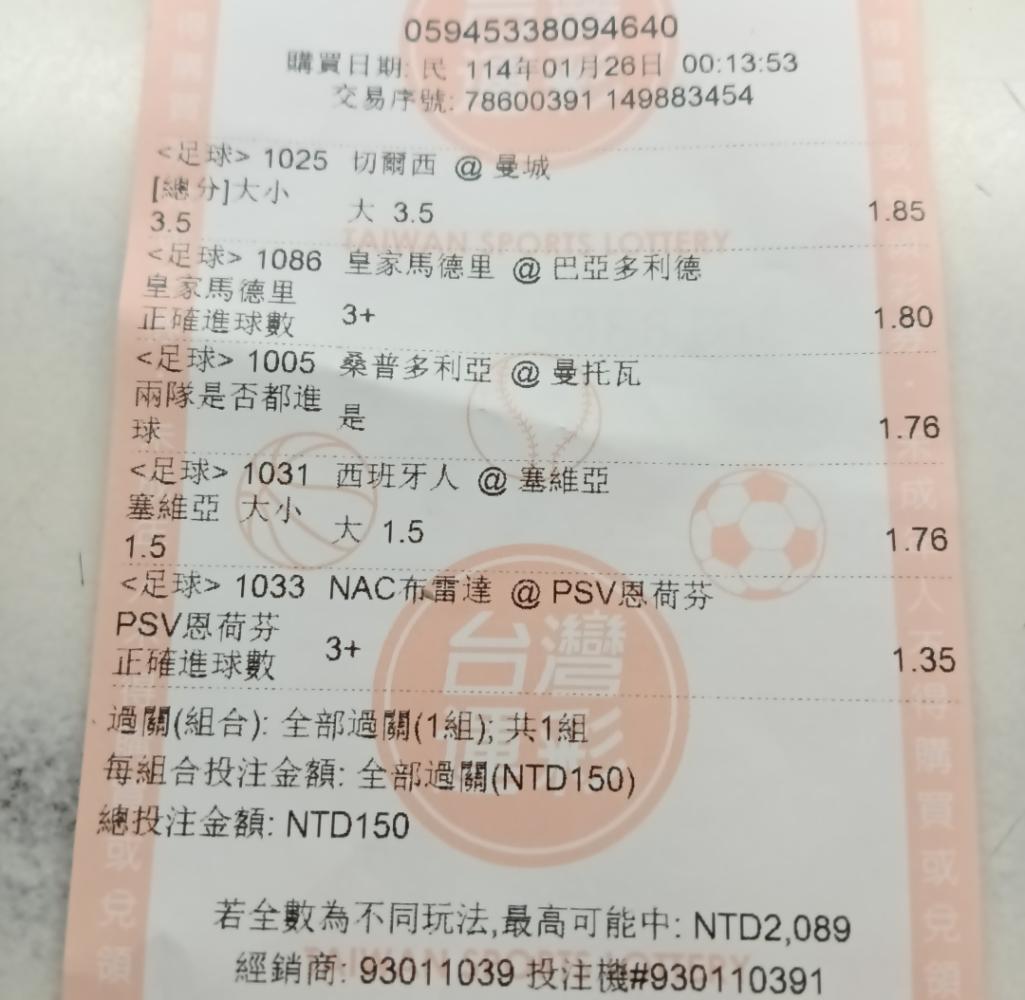 05945338094640
購買日期: 民 114年01月26日 00:13:53
交易序號: 78600391 149883454
<足球> 1025 切爾西 @ 曼城
[總分]大小
3.5 大 3.5 1.85
TAIWAN SPORTS LOTTERY
<足球> 1086 皇家馬德里 @ 巴亞多利德
皇家馬德里
正確進球數 3+ 1.80
<足球> 1005 桑普多利亞 @ 曼托瓦
兩隊是否都進
球 是 1.76
<足球> 1031 西班牙人 @ 塞維亞
塞維亞 大小
1.5 大 1.5 1.76
<足球> 1033 NAC布雷達 @ PSV恩荷芬
PSV恩荷芬
正確進球數 3+ 1.35
台灣
運彩
過關(組合): 全部過關(1組); 共1組
每組合投注金額: 全部過關(NTD150)
總投注金額: NTD150
若全數為不同玩法,最高可能中: NTD2,089
經銷商: 93011039 投注機#930110391